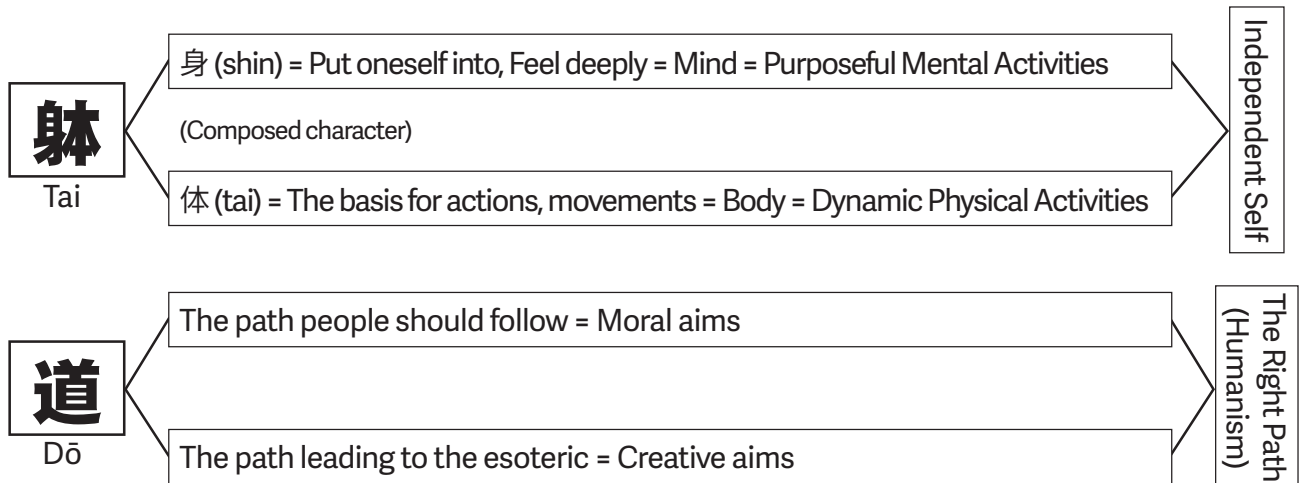 躰
Tai
身 (shin) = Put oneself into, Feel deeply = Mind = Purposeful Mental Activities
(Composed character)
体 (tai) = The basis for actions, movements = Body = Dynamic Physical Activities
Independent Self
道
Dō
The path people should follow = Moral aims
The path leading to the esoteric = Creative aims
The Right Path
(Humanism)